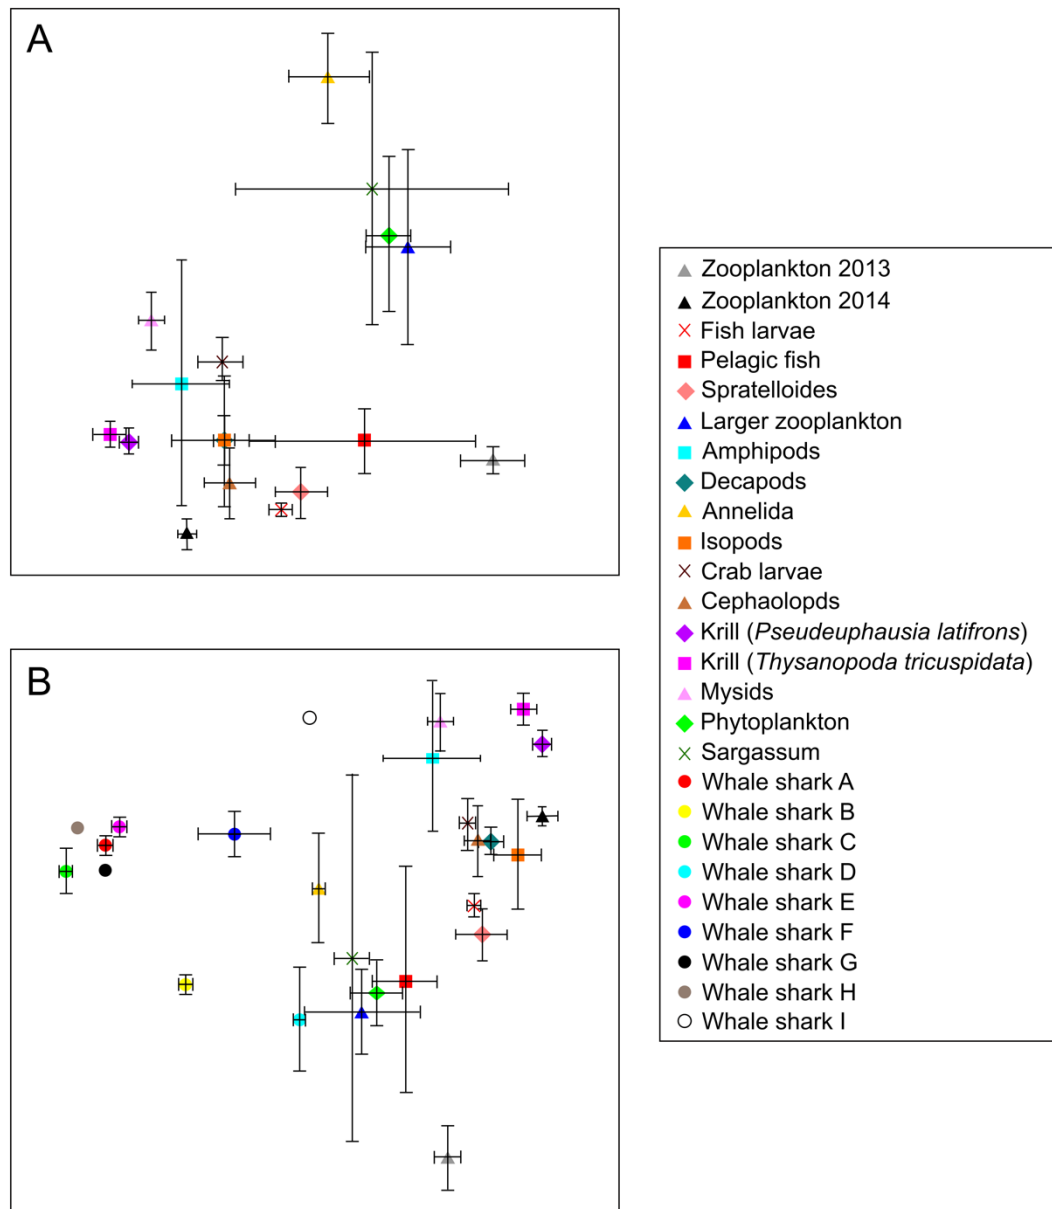 A
Zooplankton 2013
Zooplankton 2014
Fish larvae
Pelagic fish
Spratelloides
Larger zooplankton
Amphipods
Decapods
Annelida
Isopods
Crab larvae
Cephaolopds
Krill (Pseudeuphausia latifrons)
Krill (Thysanopoda tricuspidata)
Mysids
Phytoplankton
Sargassum
Whale shark A
Whale shark B
Whale shark C
Whale shark D
Whale shark E
Whale shark F
Whale shark G
Whale shark H
Whale shark I
B